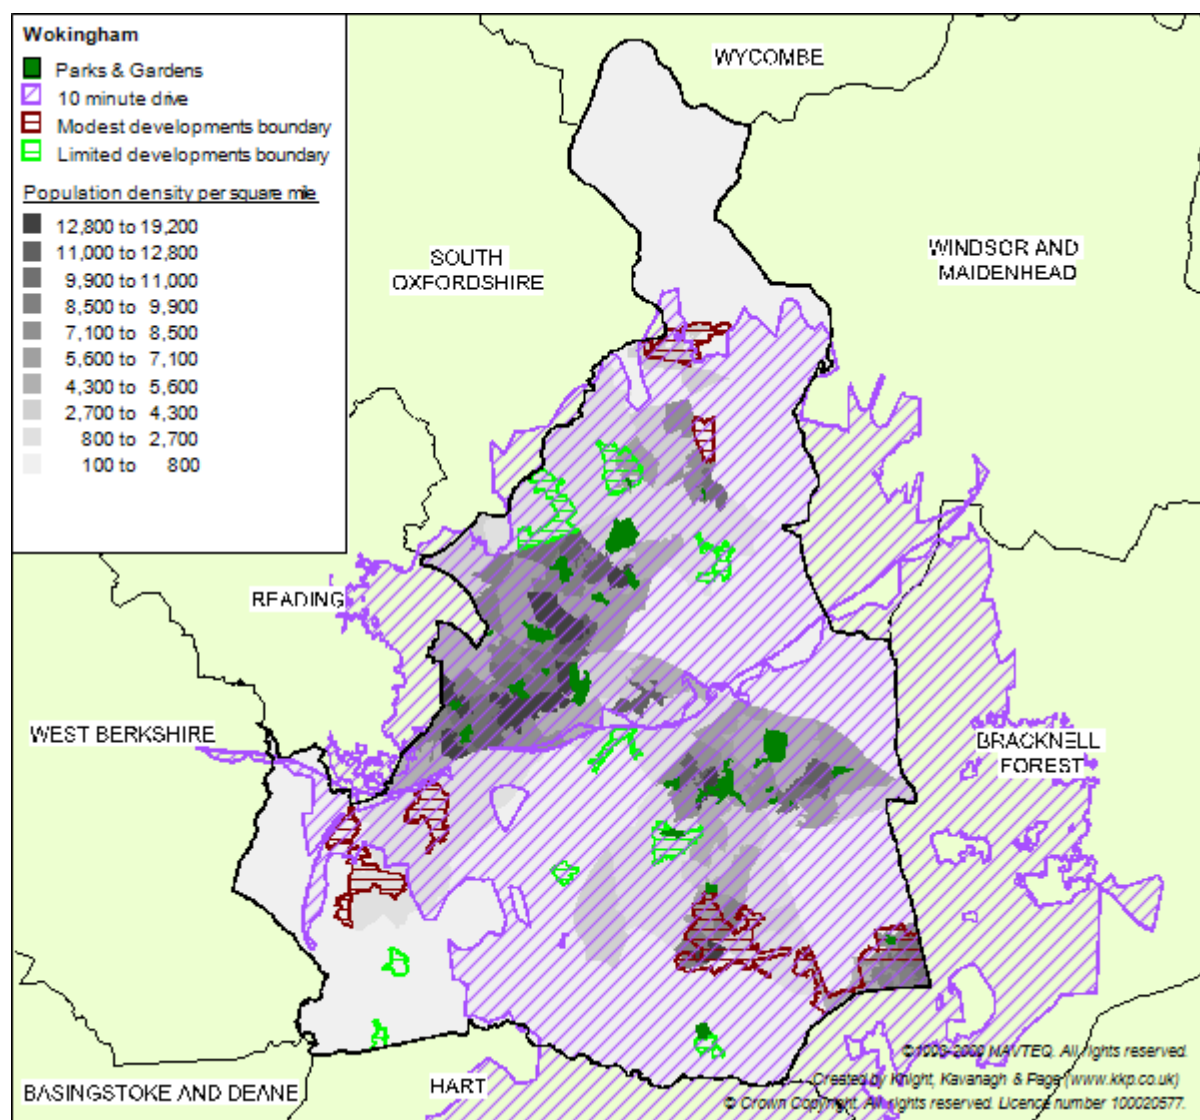 Wokingham
Parks & Gardens
10 minute drive
Modest developments boundary
Limited developments boundary
Population density per square mile
12,800 to 19,200
11,000 to 12,800
9,900 to 11,000
8,500 to 9,900
7,100 to 8,500
5,600 to 7,100
4,300 to 5,600
2,700 to 4,300
800 to 2,700
100 to 800
WYCOMBE
SOUTH
OXFORDSHIRE
WINDSOR AND
MAIDENHEAD
READING
WEST BERKSHIRE
BRACKNELL
FOREST
BASINGSTOKE AND DEANE
HART
NAVTEQ. All rights reserved.
Created by Knight, Kavanagh & Page (www.kkp.co.uk)
© Crown Copyright. All rights reserved. Licence number 100020577.